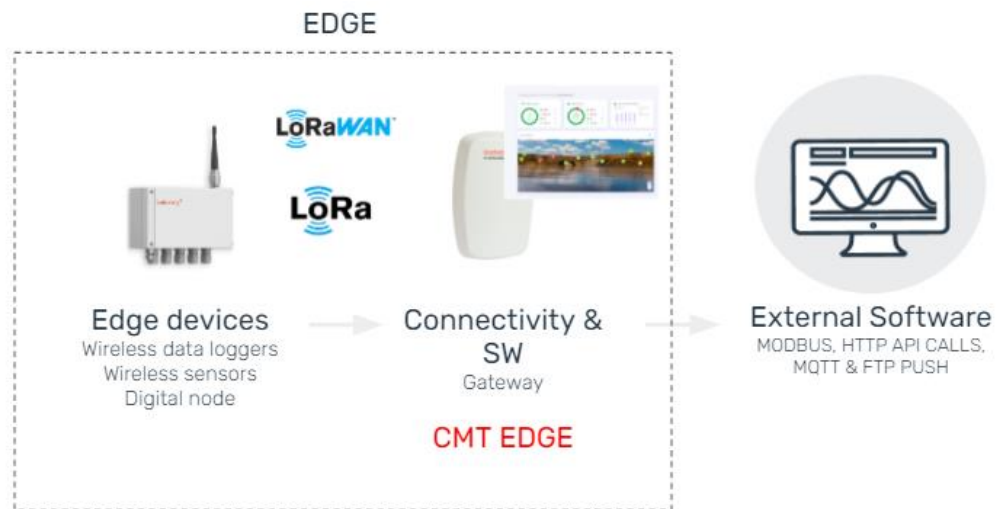 EDGE
LoRaWAN
LoRa
Edge devices
Wireless data loggers
Wireless sensors
Digital node
Connectivity &
SW
Gateway
CMT EDGE
External Software
MODBUS, HTTP API CALLS,
MQTT & FTP PUSH